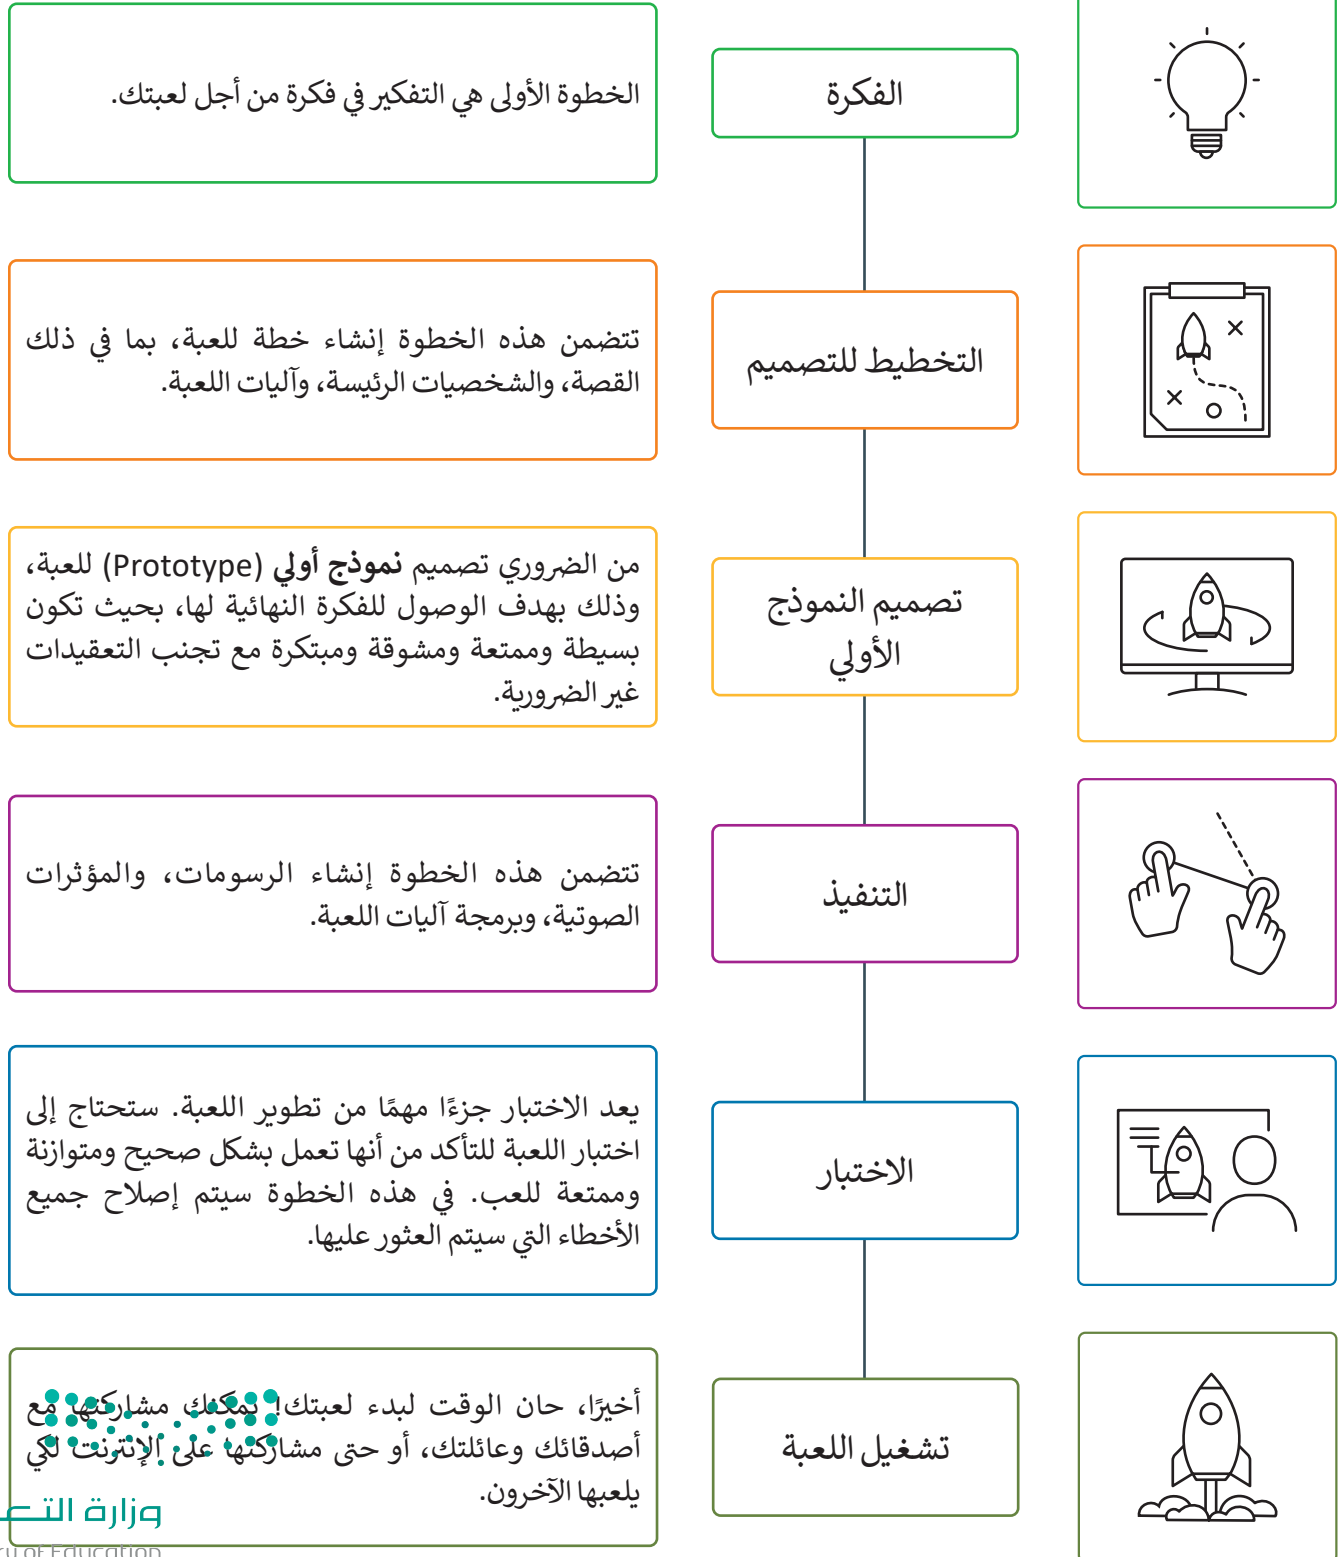 الفكرة
الخطوة الأولى هي التفكير في فكرة من أجل لعبتك.
التخطيط للتصميم
تتضمن هذه الخطوة إنشاء خطة للعبة، بما في ذلك
القصة، والشخصيات الرئيسة، وآليات اللعبة.
تصميم النموذج
الأولي
من الضروري تصميم نموذج أولي (Prototype) للعبة،
وذلك بهدف الوصول للفكرة النهائية لها، بحيث تكون
بسيطة وممتعة ومشوقة ومبتكرة مع تجنب التعقيدات
غير الضرورية.
التنفيذ
تتضمن هذه الخطوة إنشاء الرسومات، والمؤثرات
الصوتية، وبرمجة آليات اللعبة.
الاختبار
يعد الاختبار جزءًا مهمًا من تطوير اللعبة. ستحتاج إلى
اختبار اللعبة للتأكد من أنها تعمل بشكل صحيح ومتوازنة
وممتعة للعب. في هذه الخطوة سيتم إصلاح جميع
الأخطاء التي سيتم العثور عليها.
تشغيل اللعبة
أخيرًا، حان الوقت لبدء لعبتك! يمكنك مشاركتها مع
أصدقائك وعائلتك، أو حتى مشاركتها على الإنترنت لكي
يلعبها الآخرون.
وزارة
of Education